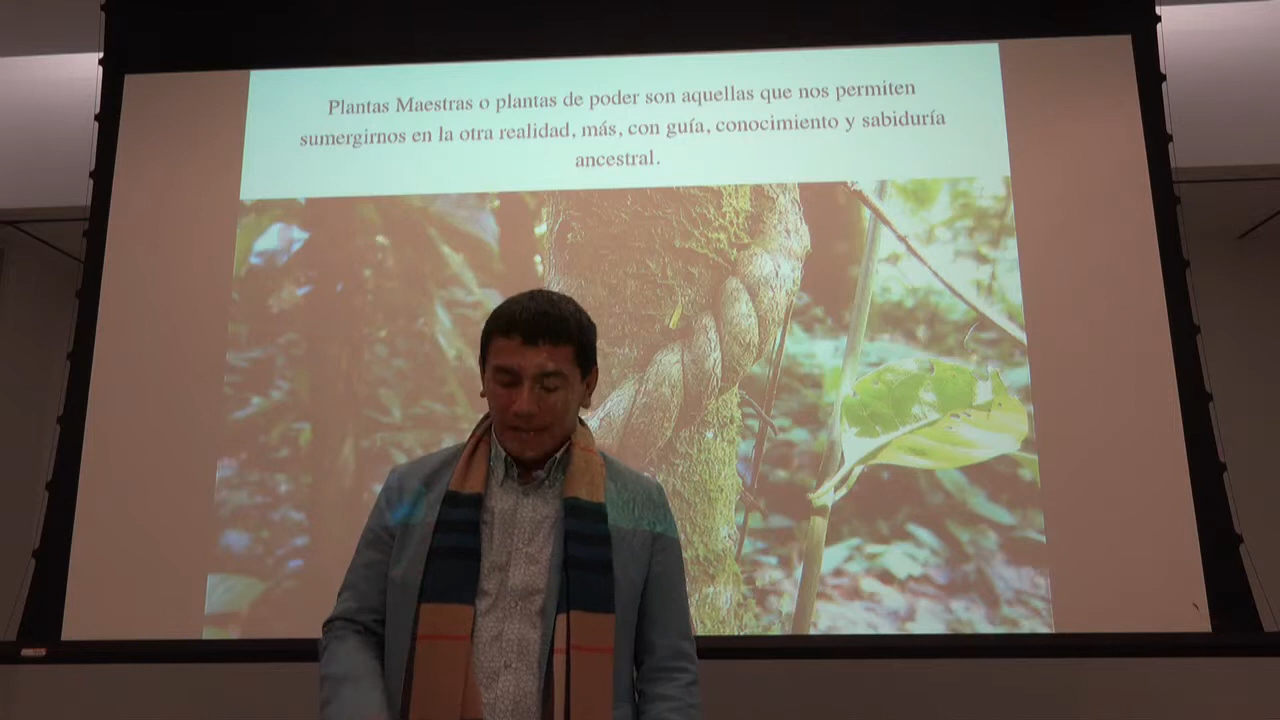 Plantas Maestras o plantas de poder son aquellas que nos permiten
sumergirnos en la otra realidad, más, con guía, conocimiento y sabiduría
ancestral.